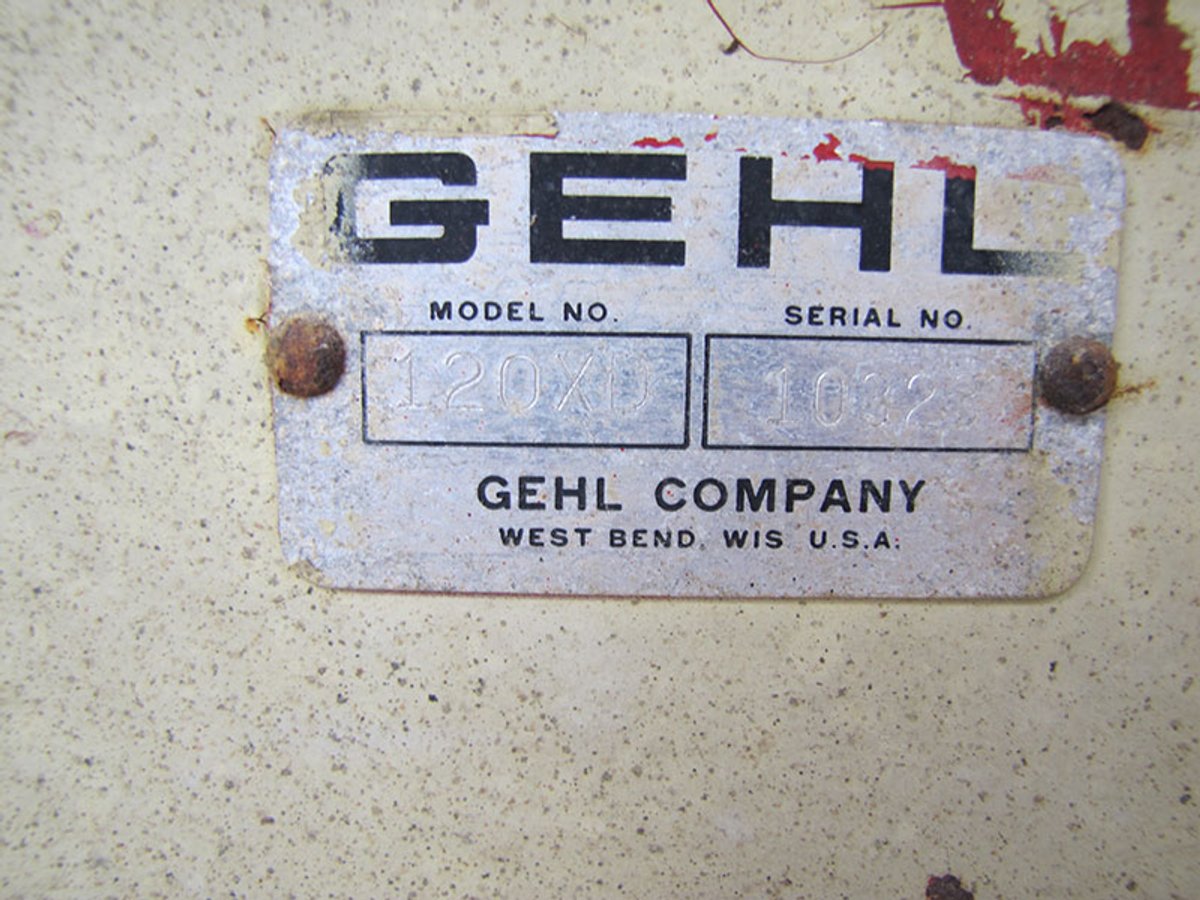 GEHL
MODEL NO. SERIAL NO.
120XD
GEHL COMPANY
WEST BEND, WIS U.S.A.